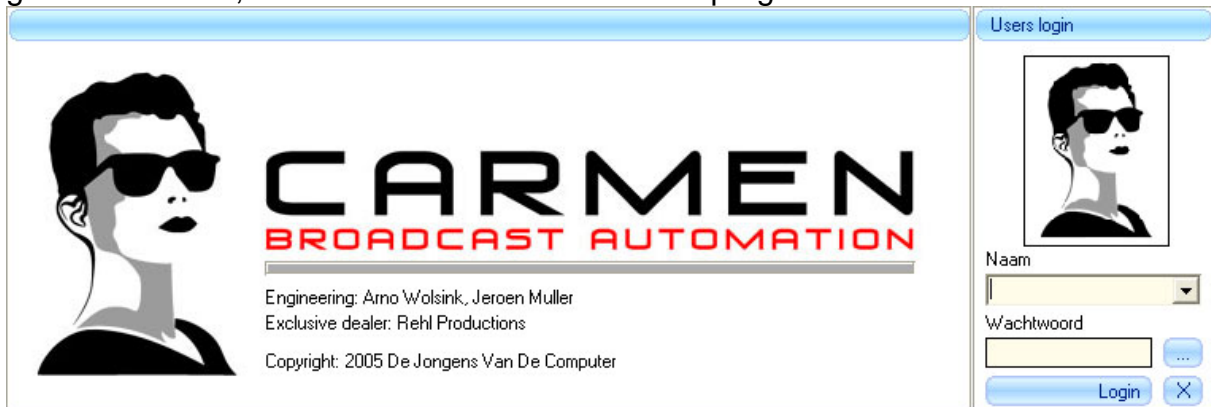 Users login
CARMEN
BROADCAST AUTOMATION
Engineering: Arno Wolsink, Jeroen Muller
Exclusive dealer: Rehl Productions
Copyright: 2005 De Jongens Van De Computer
Naam
Wachtwoord
...
Login X